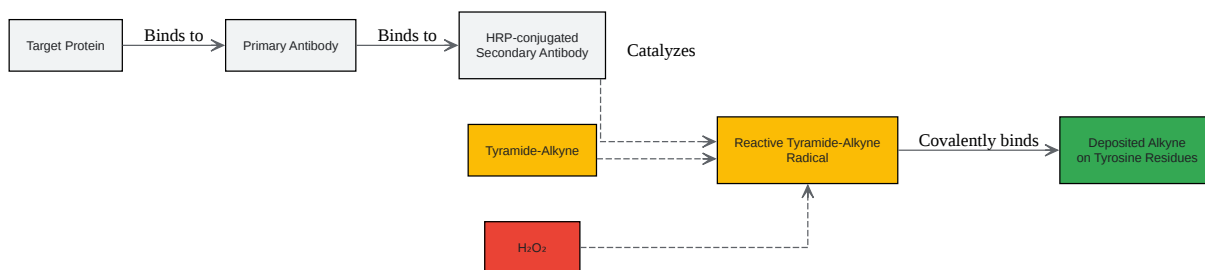 Target Protein
Binds to
Primary Antibody
Binds to
HRP-conjugated
Secondary Antibody
Catalyzes
Tyramide-Alkyne
Reactive Tyramide-Alkyne
Radical
Covalently binds
Deposited Alkyne
on Tyrosine Residues
H₂O₂